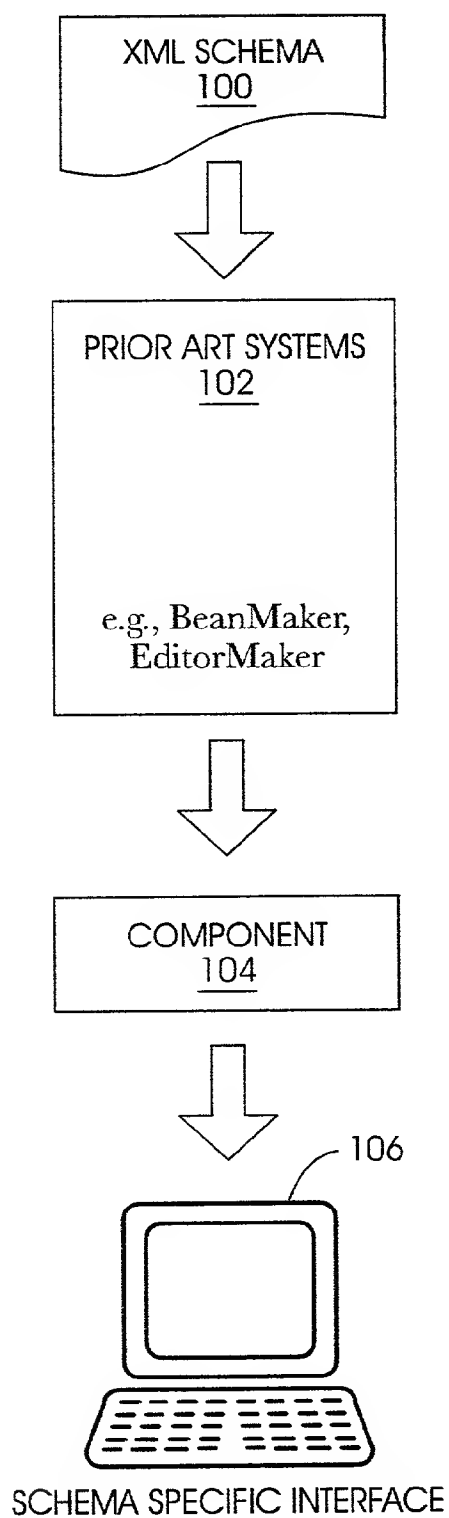 XML SCHEMA
100
PRIOR ART SYSTEMS
102
e.g., BeanMaker,
EditorMaker
COMPONENT
104
106
SCHEMA SPECIFIC INTERFACE